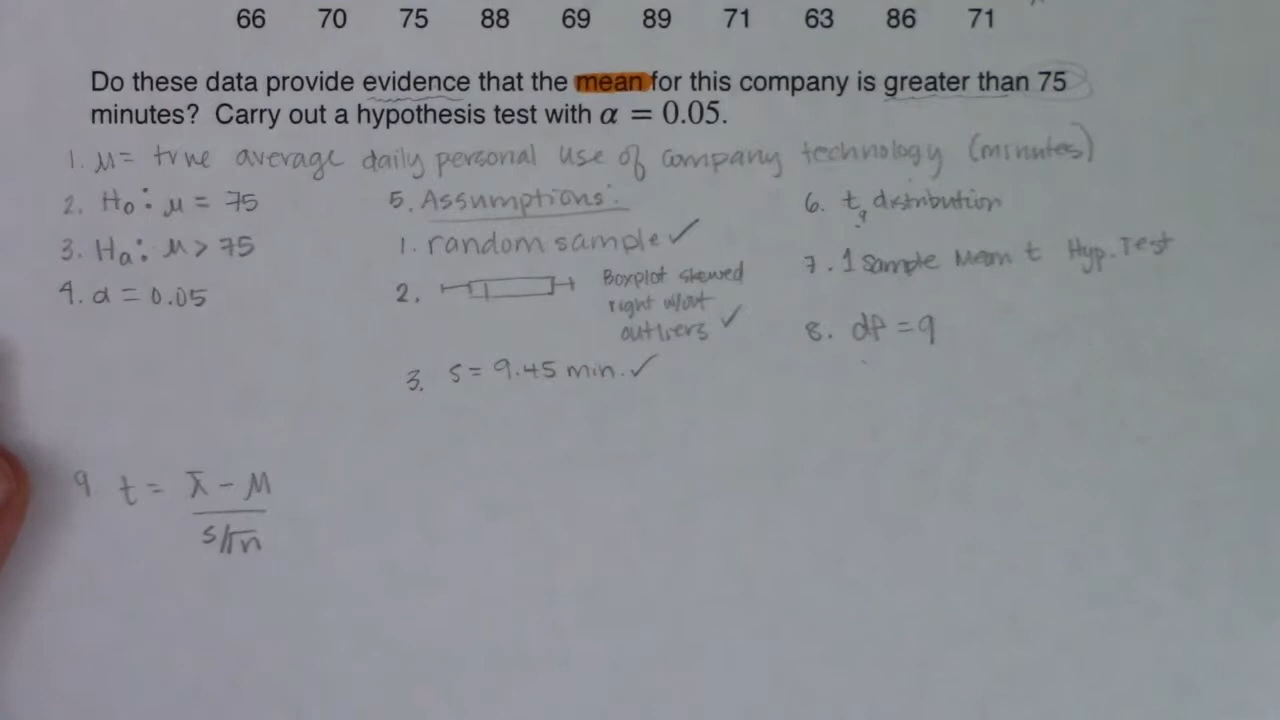 66 70 75 88 69 89 71 63 86 71
Do these data provide evidence that the mean for this company is greater than 75
minutes? Carry out a hypothesis test with α = 0.05.
1. μ = true average daily personal use of company technology (minutes)
2. H₀: μ = 75
3. Hₐ: μ > 75
4. α = 0.05
5. Assumptions:
1. random sample ✓
2. Boxplot skewed
right w/out
outliers ✓
3. s = 9.45 min. ✓
6. t₉ distribution
7. 1 Sample Mean t Hyp. Test
8. df = 9
9. t = x̄ - μ
s/√n